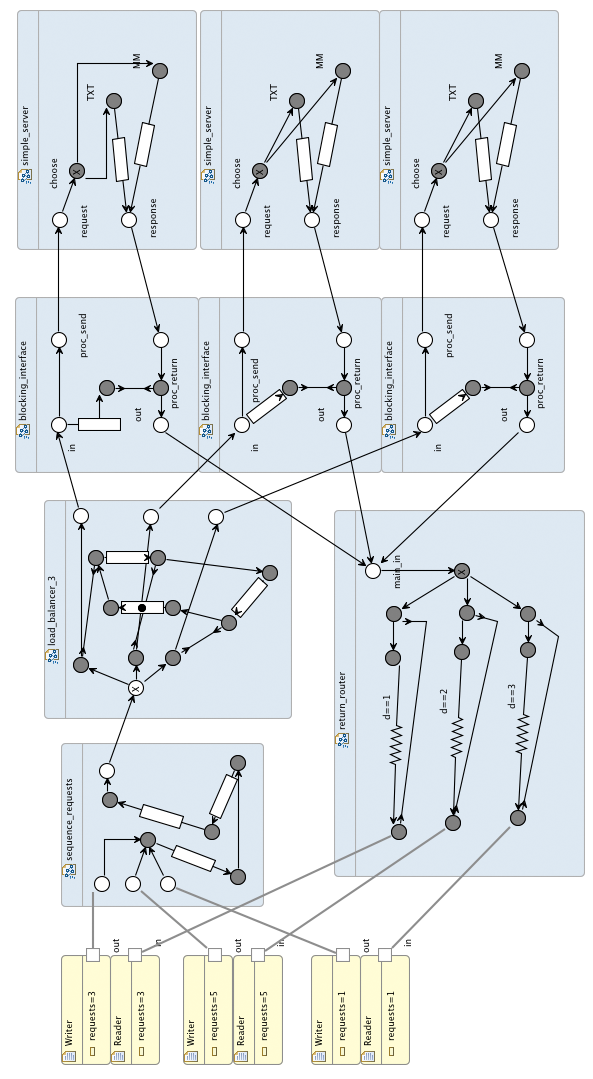 simple_server
choose
request
TXT
MM
response
simple_server
choose
request
TXT
MM
response
simple_server
choose
request
TXT
MM
response
blocking_interface
in
proc_send
out
proc_return
blocking_interface
in
proc_send
out
proc_return
blocking_interface
in
proc_send
out
proc_return
load_balancer_3
X
return_router
main_in
X
d==1
d==2
d==3
sequence_requests
Writer
requests=3
out
Reader
requests=3
in
Writer
requests=5
out
Reader
requests=5
in
Writer
requests=1
out
Reader
requests=1
in
X
X
X